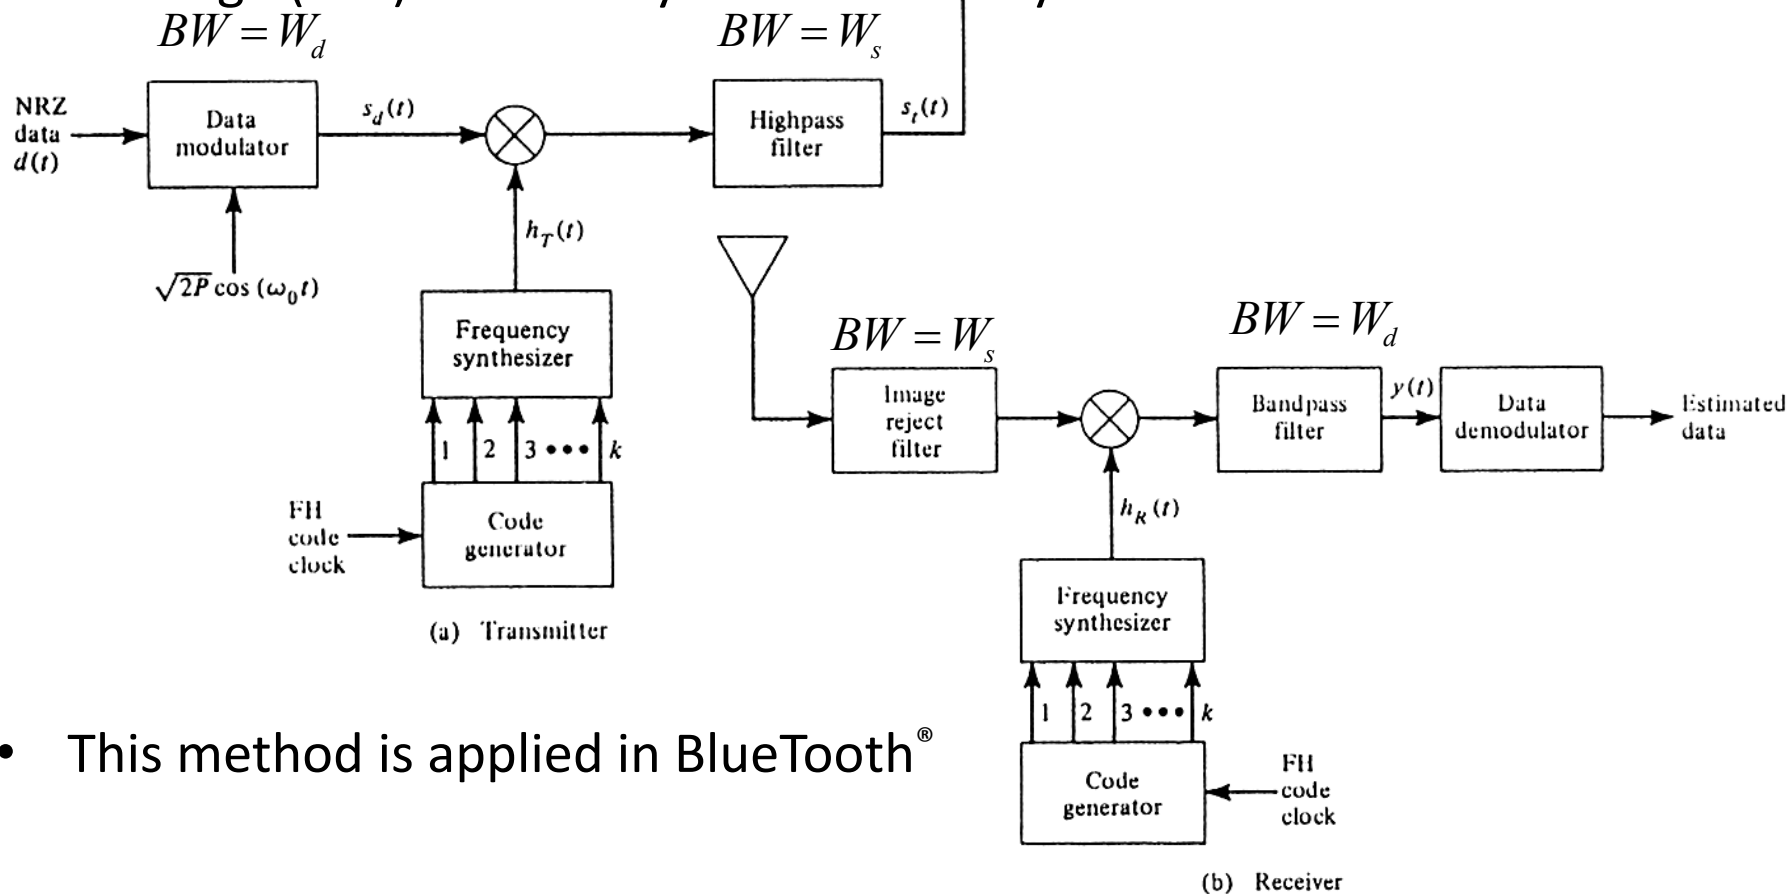 BW = W_d
BW = W_s
NRZ
data
d(t)
Data
modulator
s_d(t)
Highpass
filter
s_t(t)
h_T(t)
√2P cos (ω_0 t)
Frequency
synthesizer
1 2 3 ••• k
FH
code
clock
Code
generator
(a) Transmitter
BW = W_s
BW = W_d
Image
reject
filter
Bandpass
filter
y(t)
Data
demodulator
Estimated
data
h_R(t)
Frequency
synthesizer
1 2 3 ••• k
Code
generator
FH
code
clock
(b) Receiver
• This method is applied in BlueTooth®